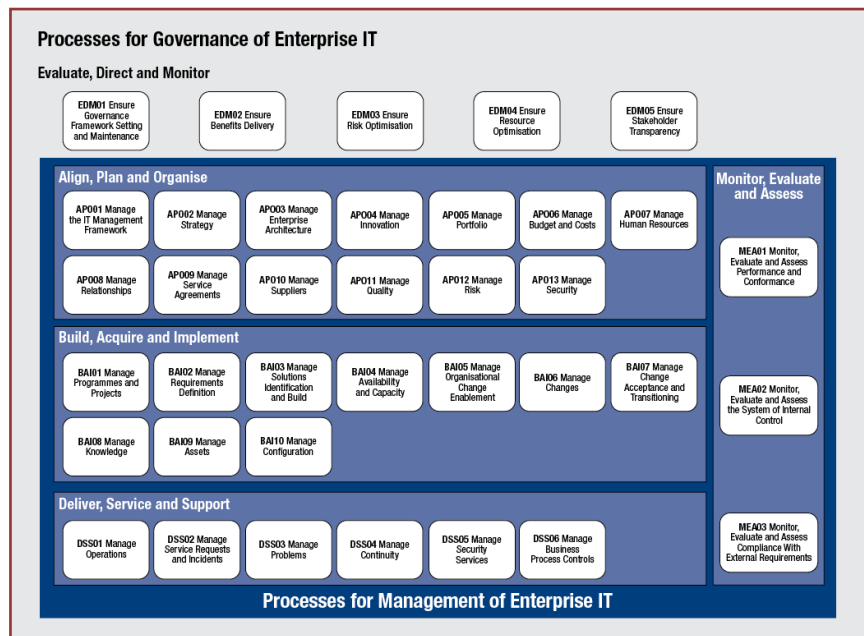 Processes for Governance of Enterprise IT
Evaluate, Direct and Monitor
EDM01 Ensure
Governance
Framework Setting
and Maintenance
EDM02 Ensure
Benefits Delivery
EDM03 Ensure
Risk Optimisation
EDM04 Ensure
Resource
Optimisation
EDM05 Ensure
Stakeholder
Transparency
Align, Plan and Organise
APO01 Manage
the IT Management
Framework
APO02 Manage
Strategy
APO03 Manage
Enterprise
Architecture
APO04 Manage
Innovation
APO05 Manage
Portfolio
APO06 Manage
Budget and Costs
APO07 Manage
Human Resources
APO08 Manage
Relationships
APO09 Manage
Service
Agreements
APO10 Manage
Suppliers
APO11 Manage
Quality
APO12 Manage
Risk
APO13 Manage
Security
Build, Acquire and Implement
BAI01 Manage
Programmes and
Projects
BAI02 Manage
Requirements
Definition
BAI03 Manage
Solutions
Identification
and Build
BAI04 Manage
Availability
and Capacity
BAI05 Manage
Organisational
Change
Enablement
BAI06 Manage
Changes
BAI07 Manage
Change
Acceptance and
Transitioning
BAI08 Manage
Knowledge
BAI09 Manage
Assets
BAI10 Manage
Configuration
Deliver, Service and Support
DSS01 Manage
Operations
DSS02 Manage
Service Requests
and Incidents
DSS03 Manage
Problems
DSS04 Manage
Continuity
DSS05 Manage
Security
Services
DSS06 Manage
Business
Process Controls
Monitor, Evaluate
and Assess
MEA01 Monitor,
Evaluate and Assess
Performance and
Conformance
MEA02 Monitor,
Evaluate and Assess
the System of Internal
Control
MEA03 Monitor,
Evaluate and Assess
Compliance With
External Requirements
Processes for Management of Enterprise IT